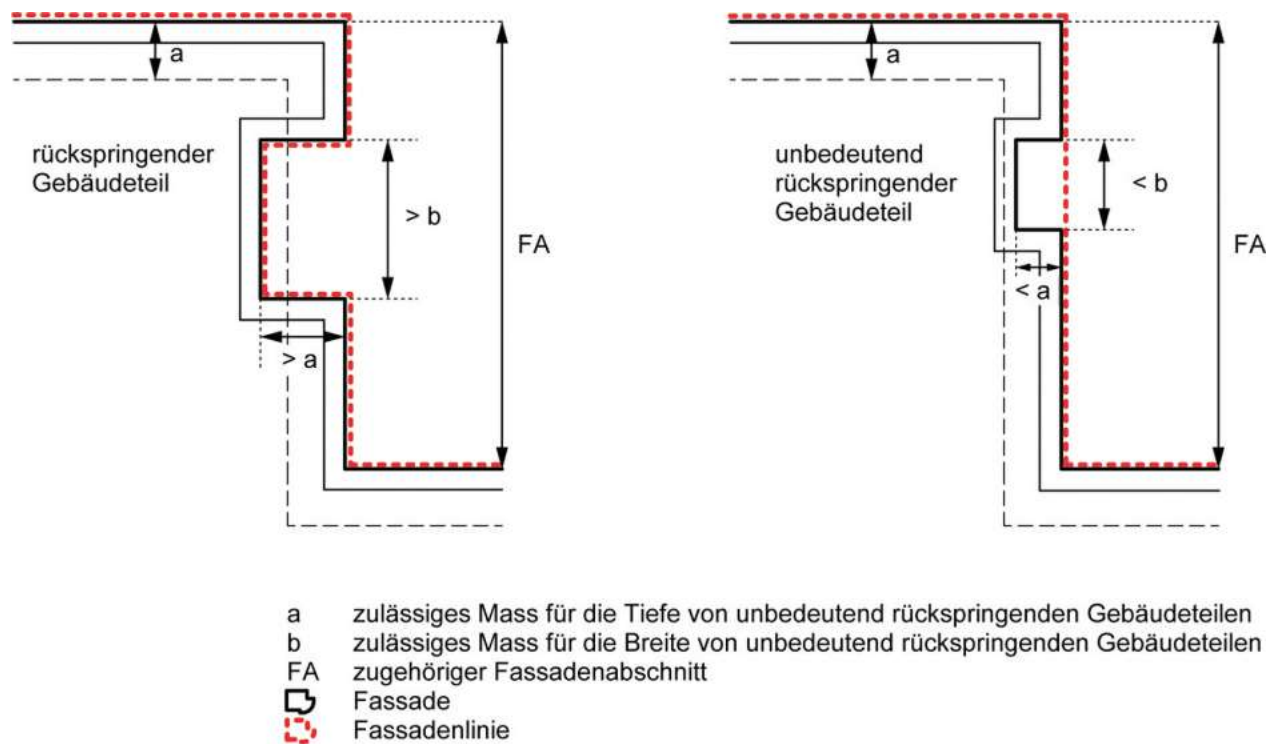 a
rückspringender
Gebäudeteil
> b
FA
> a
a
unbedeutend
rückspringender
Gebäudeteil
< b
FA
< a
a zulässiges Mass für die Tiefe von unbedeutend rückspringenden Gebäudeteilen
b zulässiges Mass für die Breite von unbedeutend rückspringenden Gebäudeteilen
FA zugehöriger Fassadenabschnitt
Fassade
Fassadenlinie